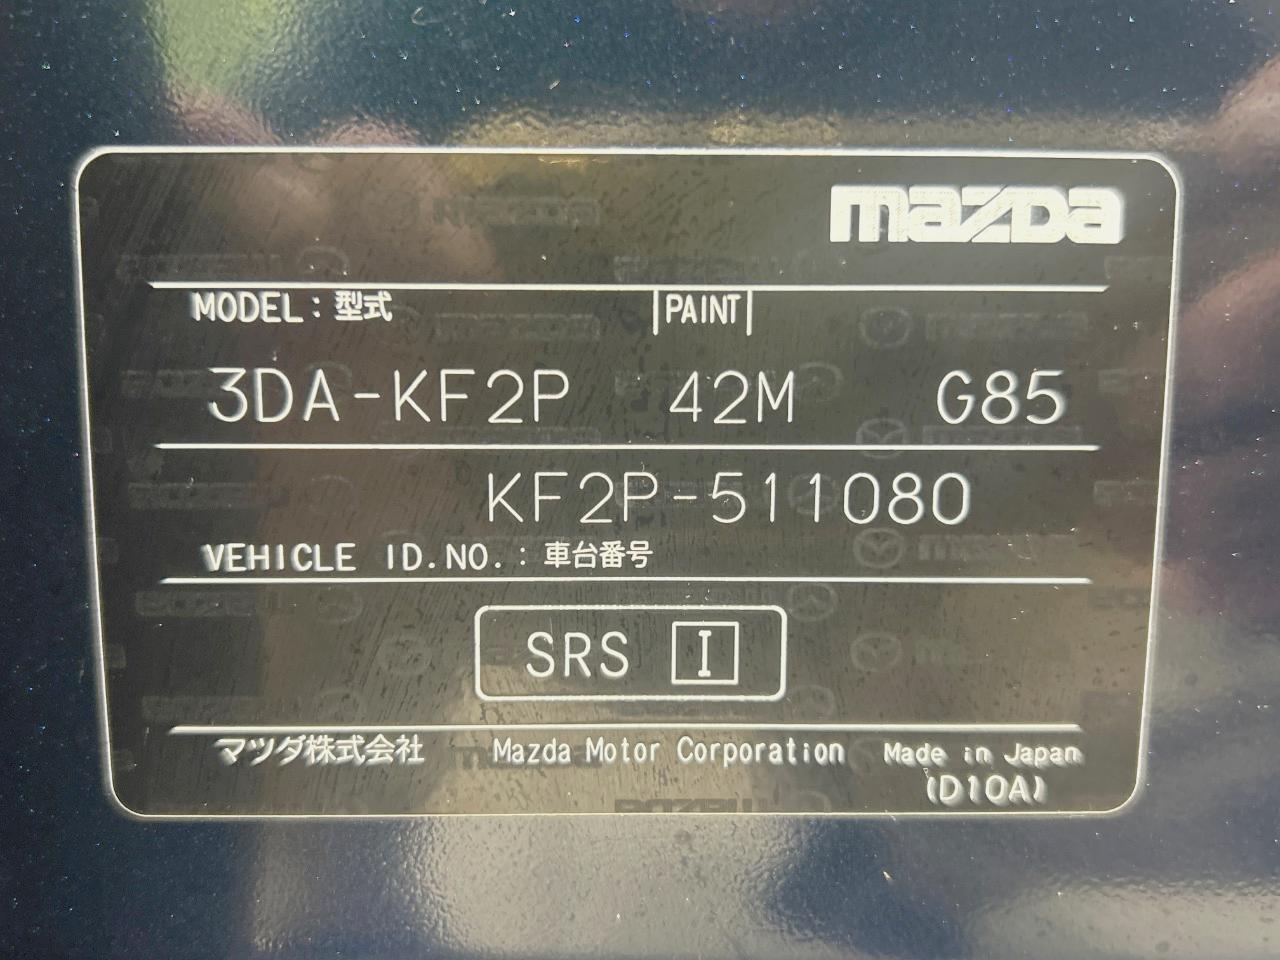 mazda
MODEL：型式 PAINT
3DA-KF2P 42M G85
KF2P-511080
VEHICLE ID.NO.：車台番号
SRS I
マツダ株式会社 Mazda Motor Corporation Made in Japan
(D10A)